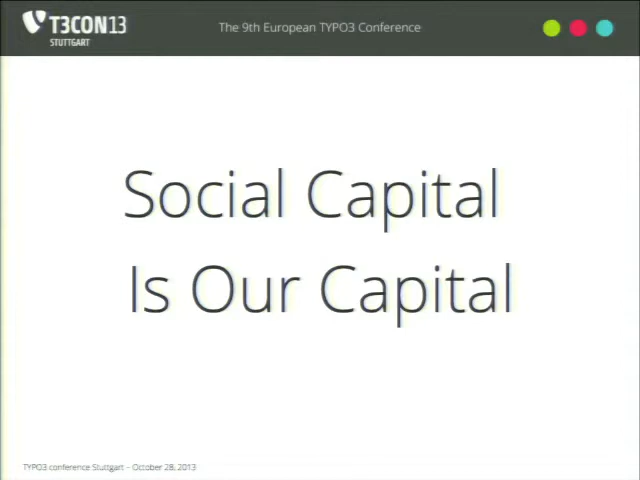 T3CON13
STUTTGART
The 9th European TYPO3 Conference
Social Capital
Is Our Capital
TYPO3 conference Stuttgart – October 28, 2013